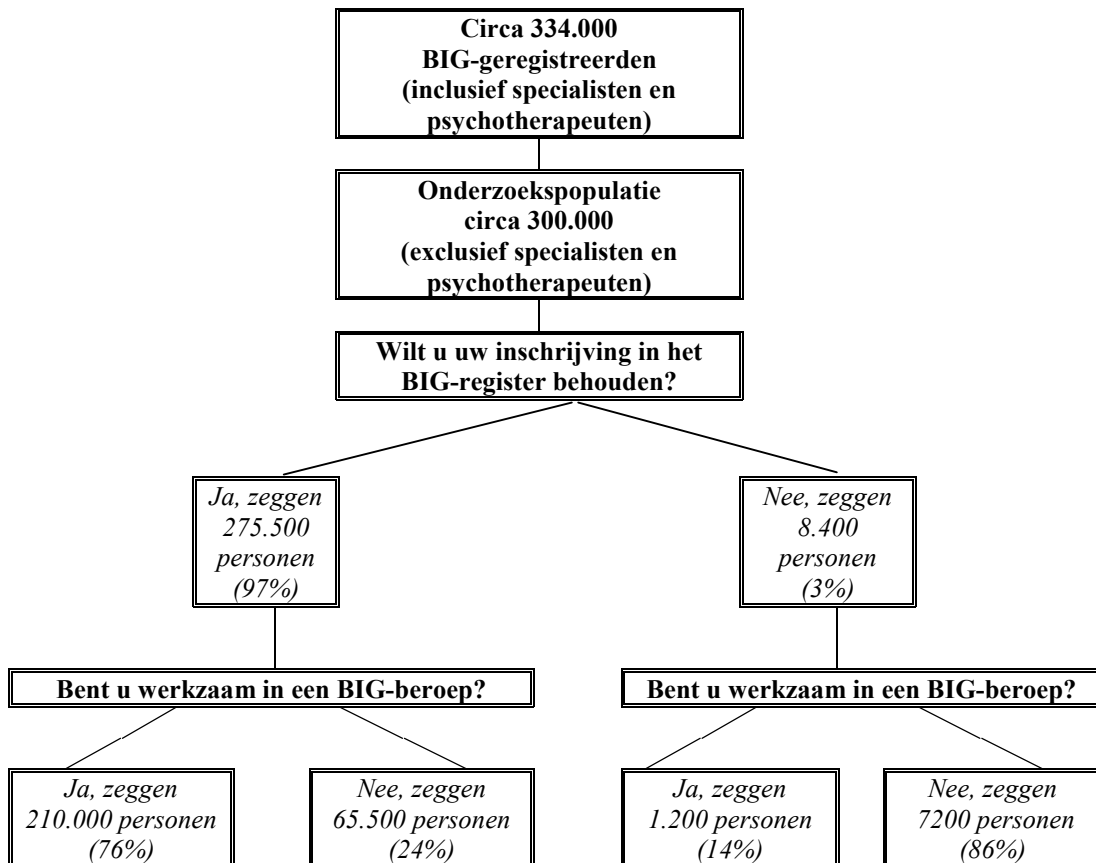 Circa 334.000
BIG-geregistreerden
(inclusief specialisten en
psychotherapeuten)
Onderzoekspopulatie
circa 300.000
(exclusief specialisten en
psychotherapeuten)
Wilt u uw inschrijving in het
BIG-register behouden?
Ja, zeggen
275.500
personen
(97%)
Nee, zeggen
8.400
personen
(3%)
Bent u werkzaam in een BIG-beroep?
Bent u werkzaam in een BIG-beroep?
Ja, zeggen
210.000 personen
(76%)
Nee, zeggen
65.500 personen
(24%)
Ja, zeggen
1.200 personen
(14%)
Nee, zeggen
7200 personen
(86%)